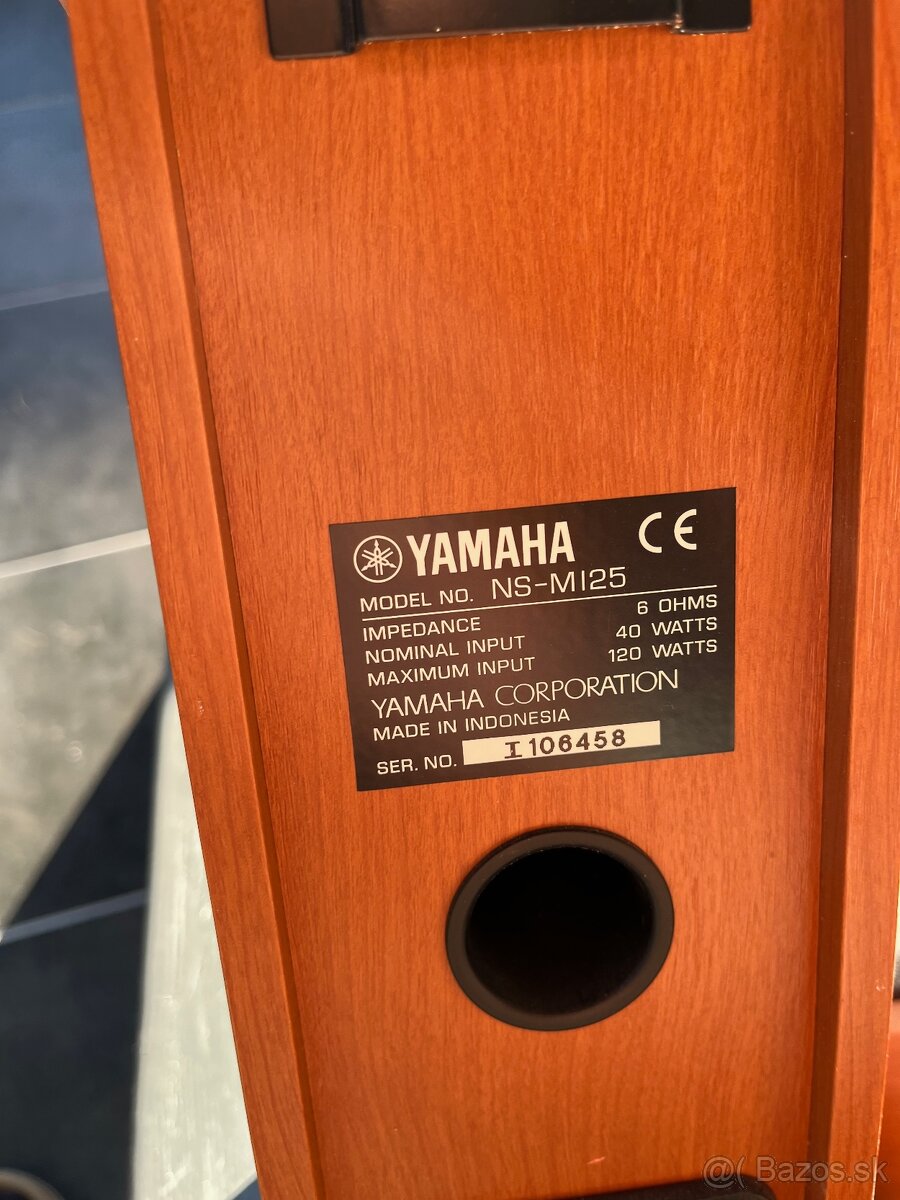 YAMAHA CE
MODEL NO. NS-M125
IMPEDANCE 6 OHMS
NOMINAL INPUT 40 WATTS
MAXIMUM INPUT 120 WATTS
YAMAHA CORPORATION
MADE IN INDONESIA
SER. NO. I106458
@( Bazos.sk